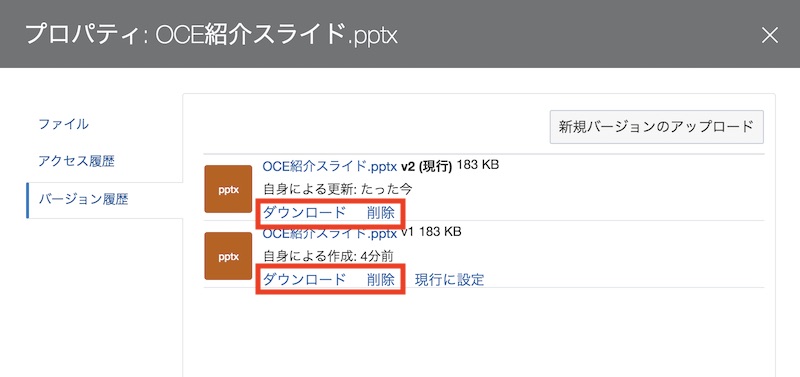 プロパティ: OCE紹介スライド.pptx
ファイル
アクセス履歴
バージョン履歴
新規バージョンのアップロード
pptx
OCE紹介スライド.pptx v2 (現行) 183 KB
自身による更新: たった今
ダウンロード 削除
pptx
OCE紹介スライド.pptx v1 183 KB
自身による作成: 4分前
ダウンロード 削除 現行に設定